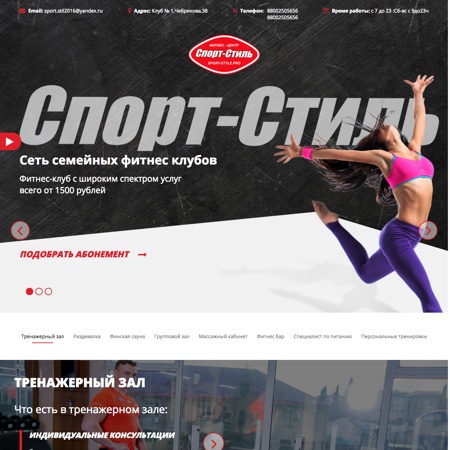 Email: sport.stil2016@yandex.ru
Адрес: Клуб № 1,Чебрикова,38
Телефон: 88002505656
88002505656
Время работы: с 7 до 23 :Сб-вс с 9до23ч
ФИТНЕС - ЦЕНТР
Спорт-Стиль
SPORT-STYLE.PRO
Спорт-Стиль
Сеть семейных фитнес клубов
Фитнес-клуб с широким спектром услуг
всего от 1500 рублей
ПОДОБРАТЬ АБОНЕМЕНТ →
Тренажерный зал Раздевалка Финская сауна Групповой зал Массажный кабинет Фитнес бар Специалист по питанию Персональные тренировки
ТРЕНАЖЕРНЫЙ ЗАЛ
Что есть в тренажерном зале:
ИНДИВИДУАЛЬНЫЕ КОНСУЛЬТАЦИИ